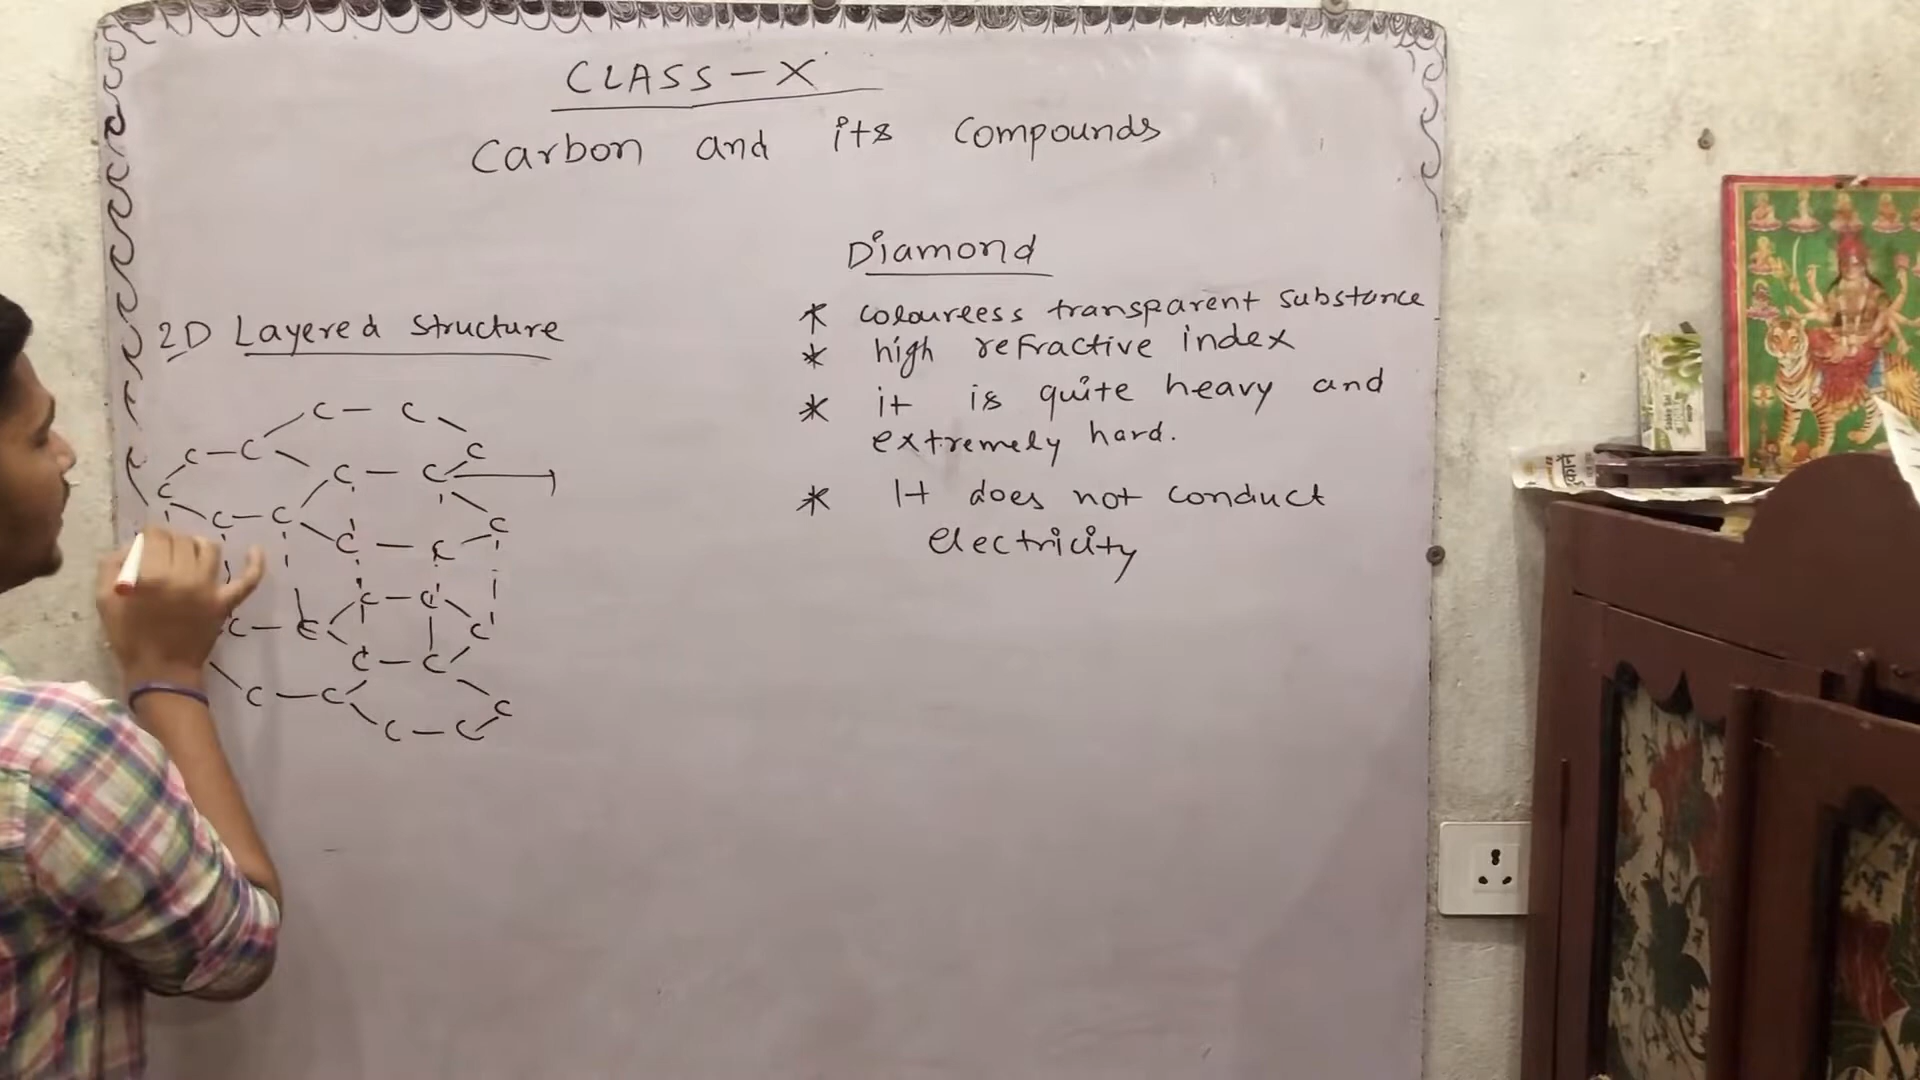 CLASS - X
Carbon and its Compounds
Diamond
* coloureess transparent substance
* high refractive index
* it is quite heavy and
extremely hard.
* It does not conduct
electricity
2D Layered structure
C - C
C
C - C
C - C
C
C - C
C
C - C
C - C
C - C
C
C - C
C - C
C
C - C